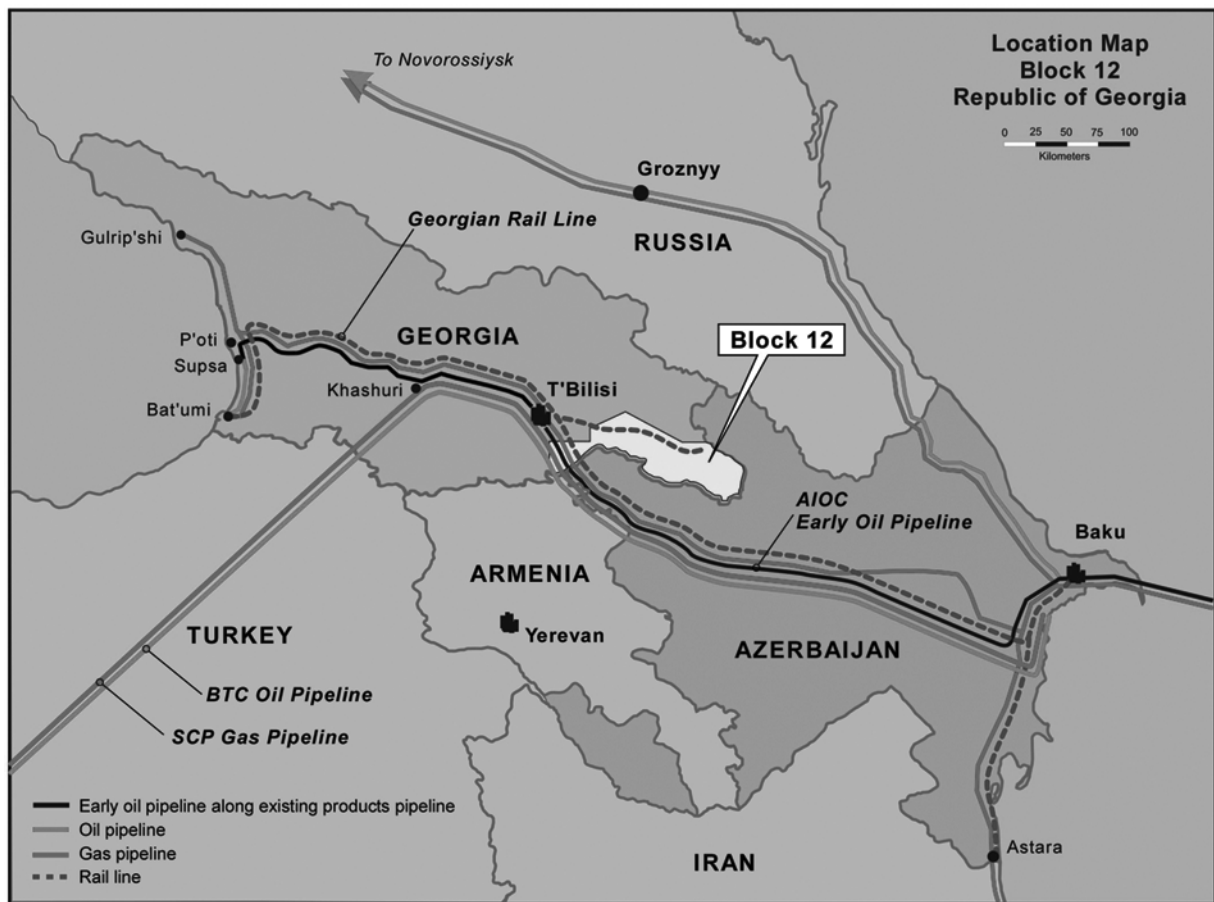 Location Map
Block 12
Republic of Georgia
0 25 50 75 100
Kilometers
To Novorossiysk
Groznyy
Georgian Rail Line
Gulrip'shi
RUSSIA
GEORGIA
Block 12
P'oti
Supsa
Khashuri
T'Bilisi
Bat'umi
AIOC
Early Oil Pipeline
Baku
ARMENIA
Yerevan
TURKEY
AZERBAIJAN
BTC Oil Pipeline
SCP Gas Pipeline
Early oil pipeline along existing products pipeline
Oil pipeline
Gas pipeline
Rail line
IRAN
Astara